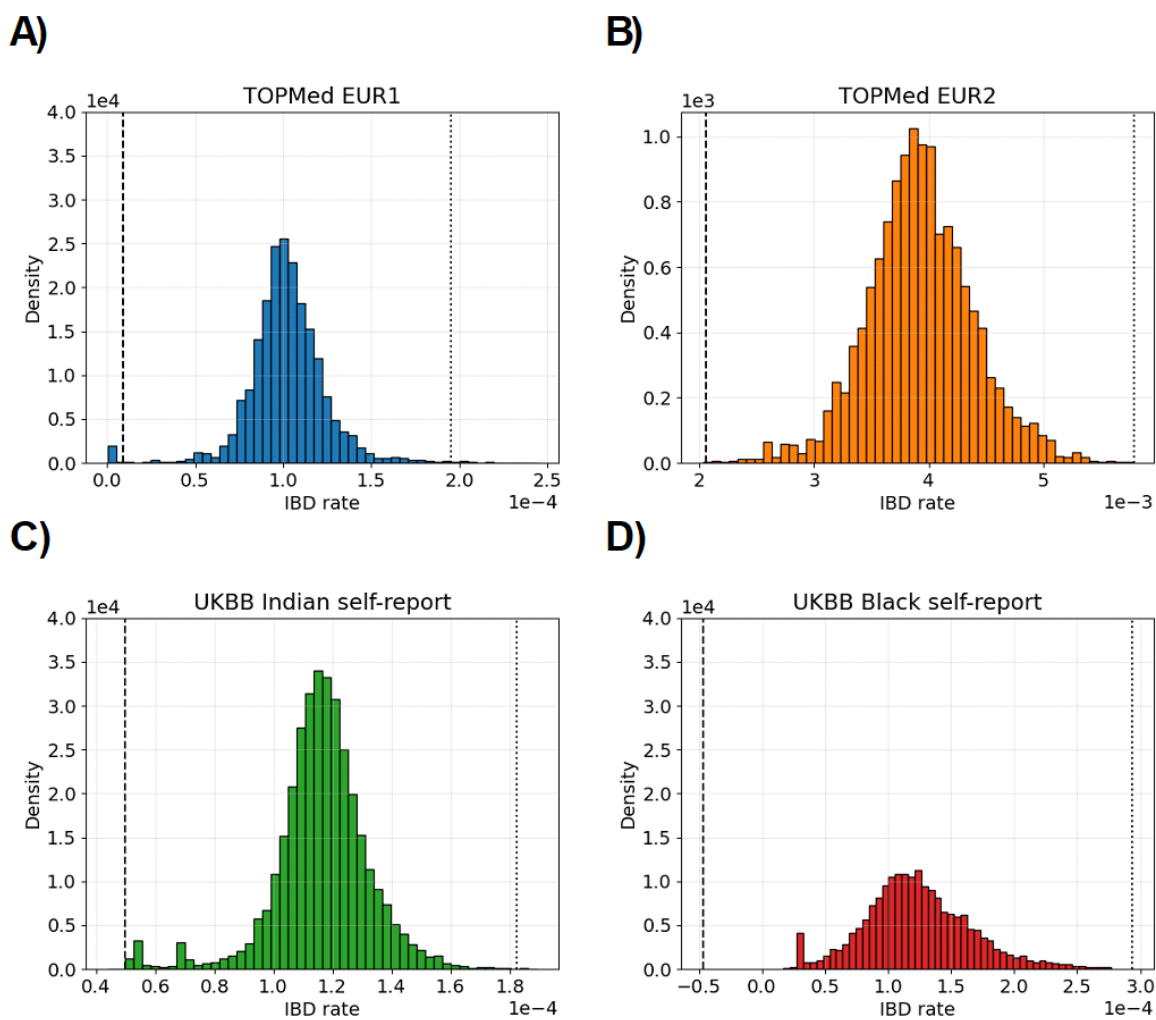 A)
TOPMed EUR1
1e4
4.0
3.5
3.0
2.5
2.0
1.5
1.0
0.5
0.0
Density
0.0 0.5 1.0 1.5 2.0 2.5
IBD rate
1e−4
B)
TOPMed EUR2
1e3
1.0
0.8
0.6
0.4
0.2
0.0
Density
2 3 4 5
IBD rate
1e−3
C)
UKBB Indian self-report
1e4
4.0
3.5
3.0
2.5
2.0
1.5
1.0
0.5
0.0
Density
0.4 0.6 0.8 1.0 1.2 1.4 1.6 1.8
IBD rate
1e−4
D)
UKBB Black self-report
1e4
4.0
3.5
3.0
2.5
2.0
1.5
1.0
0.5
0.0
Density
−0.5 0.0 0.5 1.0 1.5 2.0 2.5 3.0
IBD rate
1e−4